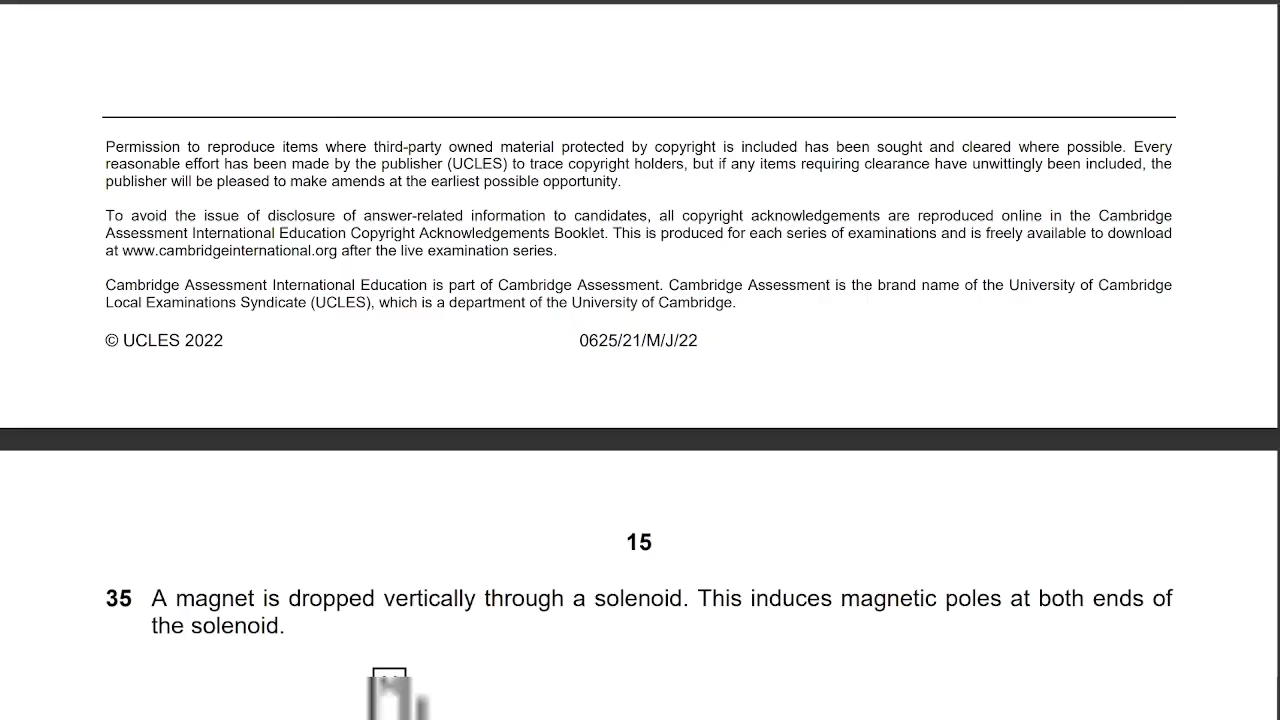 Permission to reproduce items where third-party owned material protected by copyright is included has been sought and cleared where possible. Every
reasonable effort has been made by the publisher (UCLES) to trace copyright holders, but if any items requiring clearance have unwittingly been included, the
publisher will be pleased to make amends at the earliest possible opportunity.
To avoid the issue of disclosure of answer-related information to candidates, all copyright acknowledgements are reproduced online in the Cambridge
Assessment International Education Copyright Acknowledgements Booklet. This is produced for each series of examinations and is freely available to download
at www.cambridgeinternational.org after the live examination series.
Cambridge Assessment International Education is part of Cambridge Assessment. Cambridge Assessment is the brand name of the University of Cambridge
Local Examinations Syndicate (UCLES), which is a department of the University of Cambridge.
© UCLES 2022 0625/21/M/J/22
15
35 A magnet is dropped vertically through a solenoid. This induces magnetic poles at both ends of
the solenoid.